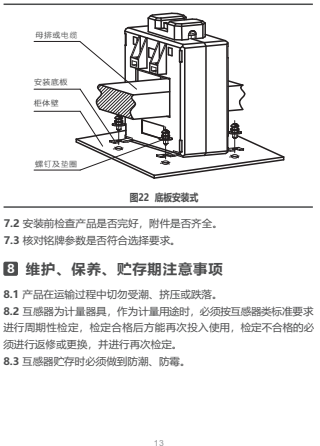 母排或电缆
安装底板
柜体壁
螺钉及垫圈
图22 底板安装式
7.2 安装前检查产品是否完好，附件是否齐全。
7.3 核对铭牌参数是否符合选择要求。
8 维护、保养、贮存期注意事项
8.1 产品在运输过程中切勿受潮、挤压或跌落。
8.2 互感器为计量器具，作为计量用途时，必须按互感器类标准要求
进行周期性检定，检定合格后方能再次投入使用，检定不合格的必
须进行返修或更换，并进行再次检定。
8.3 互感器贮存时必须做到防潮、防霉。
13